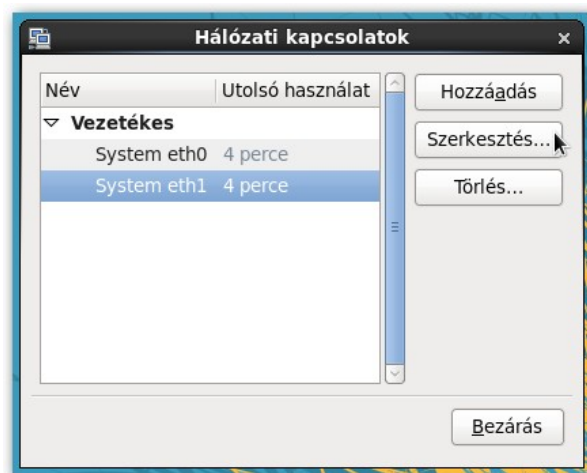 Hálózati kapcsolatok
Név Utolsó használat
Vezetékes
System eth0 4 perce
System eth1 4 perce
Hozzáadás
Szerkesztés...
Törlés...
Bezárás